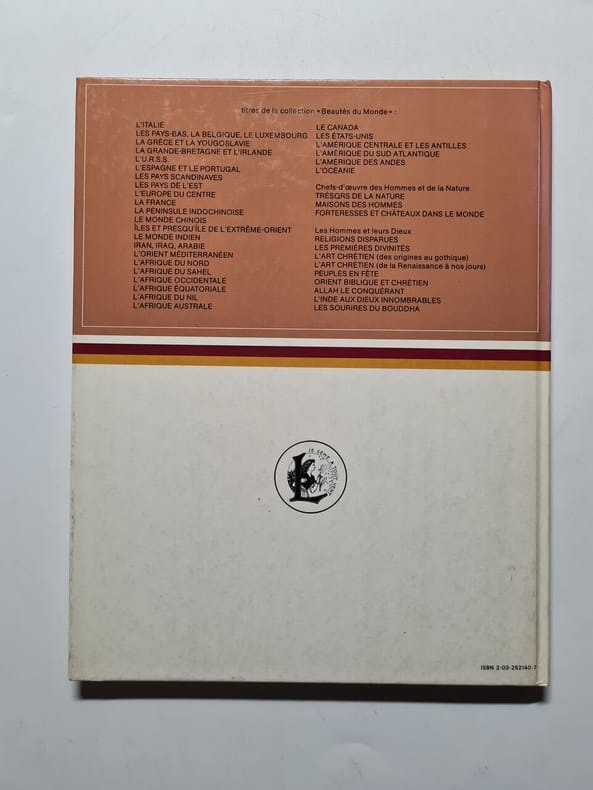 titres de la collection « Beautés du Monde » :
L'ITALIE
LES PAYS-BAS, LA BELGIQUE, LE LUXEMBOURG
LA GRÈCE ET LA YOUGOSLAVIE
LA GRANDE-BRETAGNE ET L'IRLANDE
L'U.R.S.S.
L'ESPAGNE ET LE PORTUGAL
LES PAYS SCANDINAVES
LES PAYS DE L'EST
L'EUROPE DU CENTRE
LA FRANCE
LA PÉNINSULE INDOCHINOISE
LE MONDE CHINOIS
ÎLES ET PRESQU'ÎLE DE L'EXTRÊME-ORIENT
LE MONDE INDIEN
IRAN, IRAQ, ARABIE
L'ORIENT MÉDITERRANÉEN
L'AFRIQUE DU NORD
L'AFRIQUE DU SAHEL
L'AFRIQUE OCCIDENTALE
L'AFRIQUE ÉQUATORIALE
L'AFRIQUE DU NIL
L'AFRIQUE AUSTRALE
LE CANADA
LES ÉTATS-UNIS
L'AMÉRIQUE CENTRALE ET LES ANTILLES
L'AMÉRIQUE DU SUD ATLANTIQUE
L'AMÉRIQUE DES ANDES
L'OCÉANIE
Chefs-d'œuvre des Hommes et de la Nature
TRÉSORS DE LA NATURE
MAISONS DES HOMMES
FORTERESSES ET CHÂTEAUX DANS LE MONDE
Les Hommes et leurs Dieux
RELIGIONS DISPARUES
LES PREMIÈRES DIVINITÉS
L'ART CHRÉTIEN (des origines au gothique)
L'ART CHRÉTIEN (de la Renaissance à nos jours)
PEUPLES EN FÊTE
ORIENT BIBLIQUE ET CHRÉTIEN
ALLAH LE CONQUÉRANT
L'INDE AUX DIEUX INNOMBRABLES
LES SOURIRES DU BOUDDHA
JE SÈME À TOUT VENT
L
ISBN 2-03-252140-